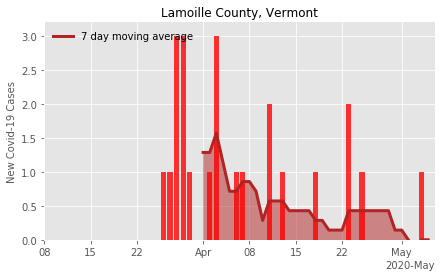 Lamoille County, Vermont
7 day moving average
New Covid-19 Cases
3.0
2.5
2.0
1.5
1.0
0.5
0.0
08 15 22 Apr 08 15 22 May
2020-May